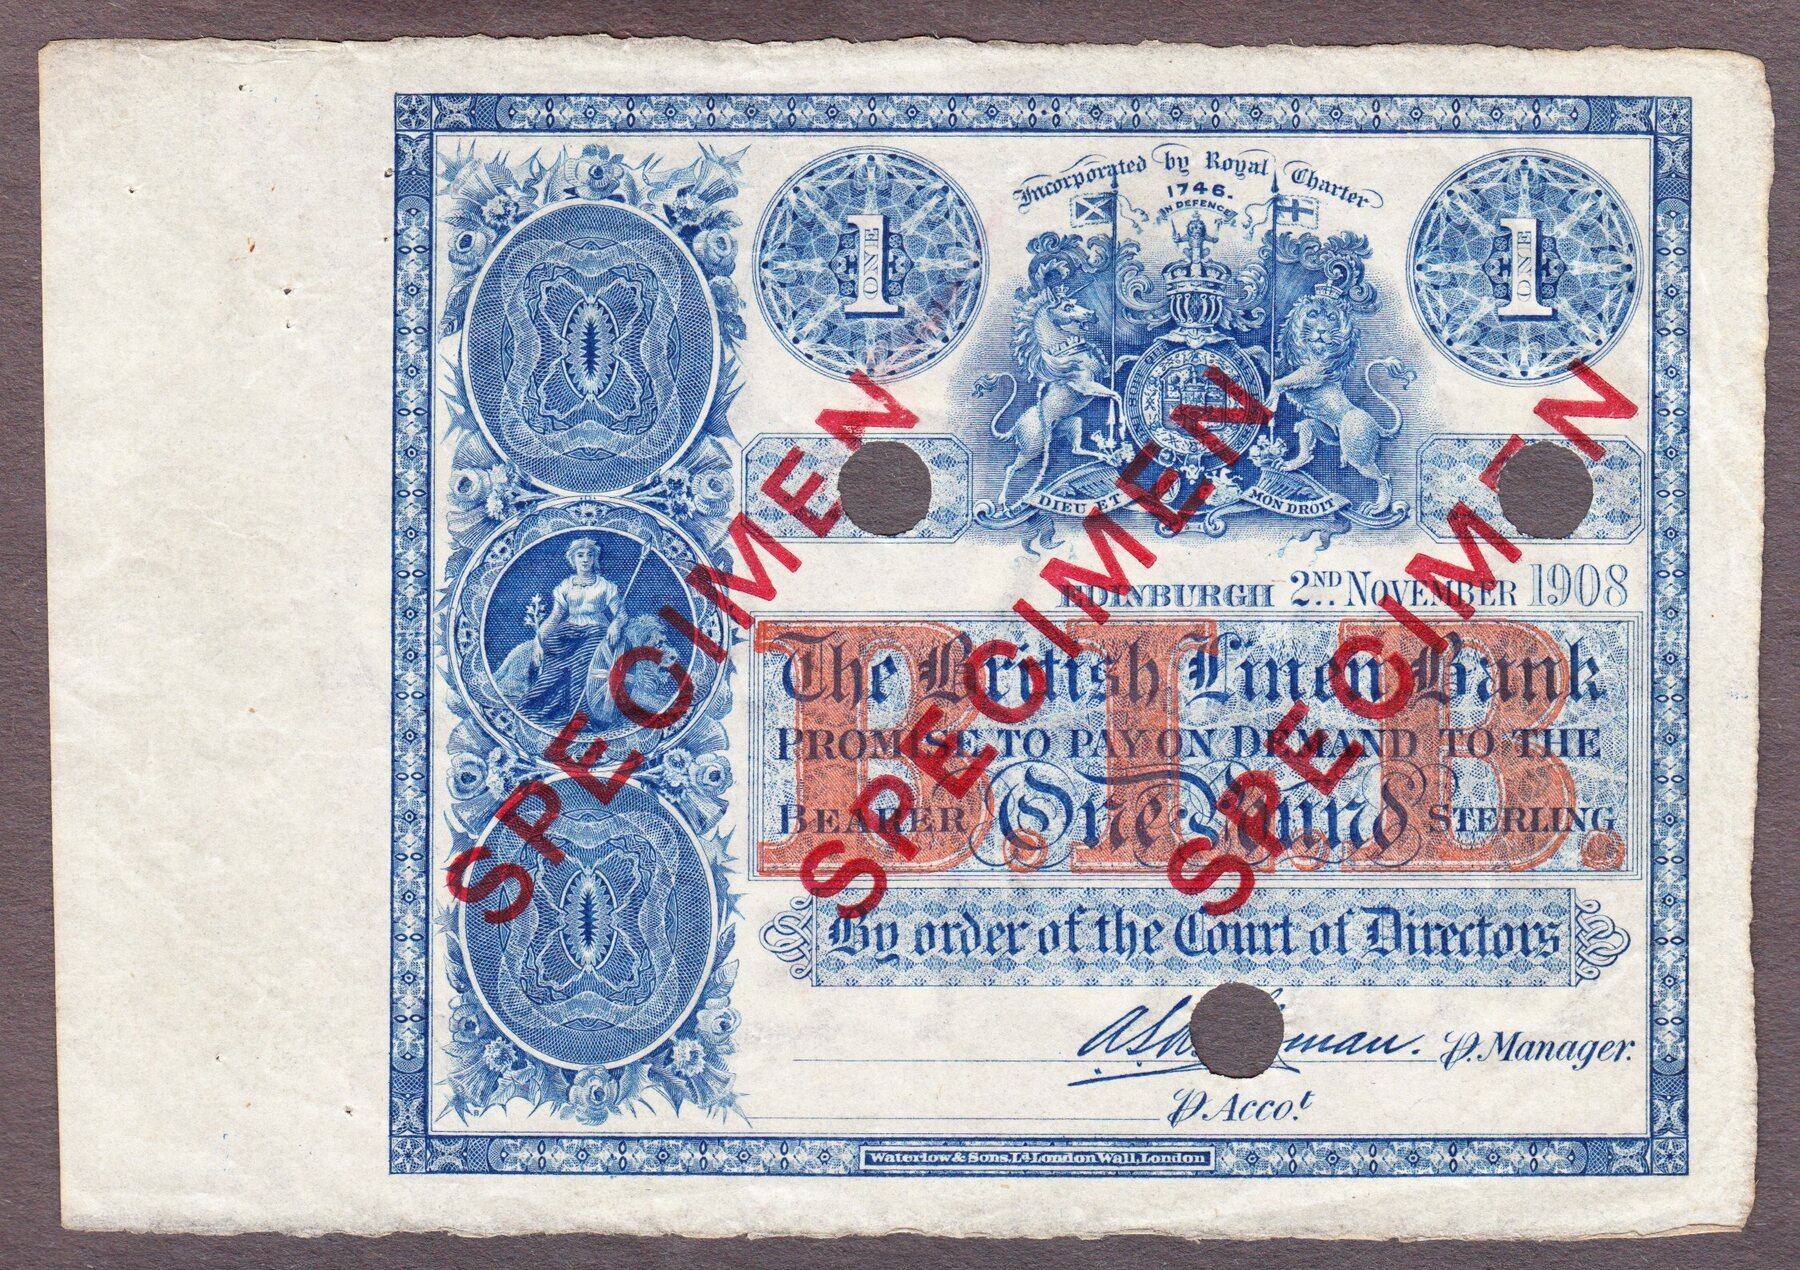 Incorporated by Royal Charter
1746.
IN DEFENCE
1 ONE
1 ONE
DIEU ET MON DROIT
EDINBURGH 2ND NOVEMBER 1908
B.L.B.
The British Linen Bank
PROMISE TO PAY ON DEMAND TO THE
BEARER One Pound STERLING
By order of the Court of Directors
P. Manager.
P. Acco.t
Waterlow & Sons, Ld. London Wall, London
SPECIMEN
SPECIMEN
SPECIMEN